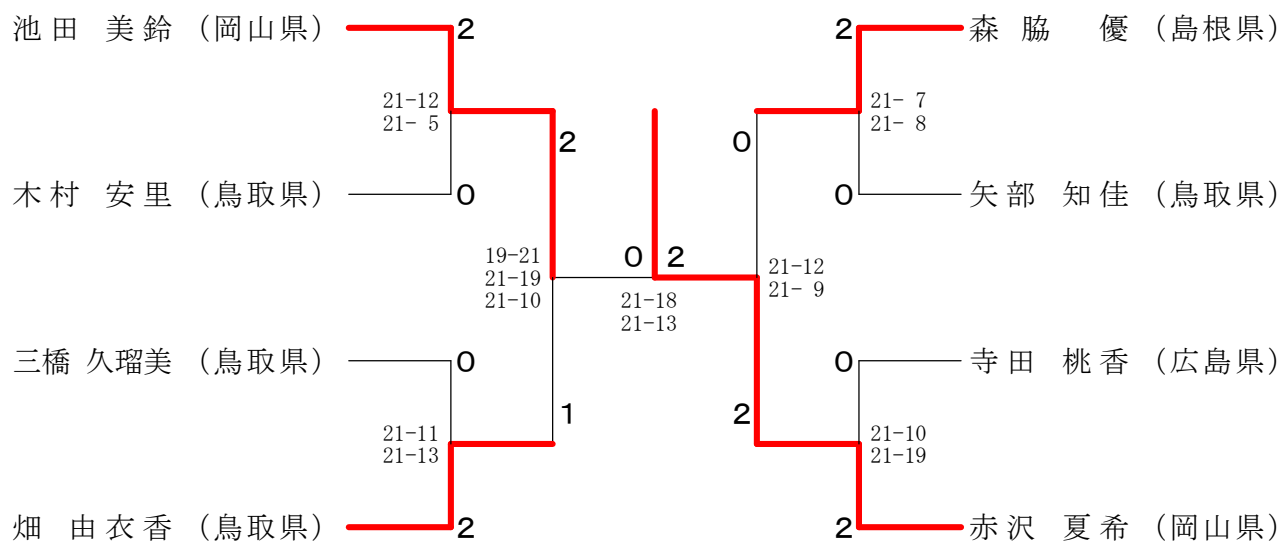 池田 美鈴 (岡山県) 2 2 森脇 優 (島根県)
21-12 21- 7
21- 5 21- 8
2 0
木村 安里 (鳥取県) 0 0 矢部 知佳 (鳥取県)
19-21 0 2 21-12
21-19 21- 9
21-10 21-18
21-13
三橋 久瑠美 (鳥取県) 0 0 寺田 桃香 (広島県)
1 2
21-11 21-10
21-13 21-19
畑 由衣香 (鳥取県) 2 2 赤沢 夏希 (岡山県)